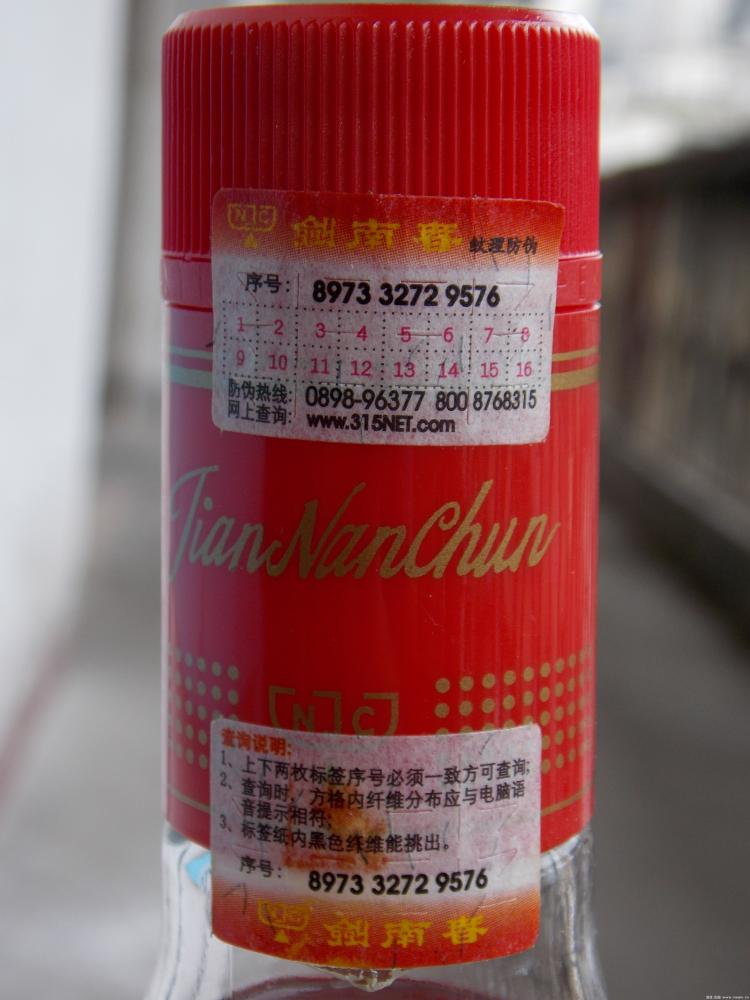 NC
剑南春 纹理防伪
序号: 8973 3272 9576
1 2 3 4 5 6 7 8
9 10 11 12 13 14 15 16
防伪热线: 0898-96377 800 8768315
网上查询: www.315NET.com
JianNanChun
NC
查询说明:
1、上下两枚标签序号必须一致方可查询;
2、查询时, 方格内纤维分布应与电脑语
音提示相符;
3、标签纸内黑色纤维能挑出。
序号: 8973 3272 9576
剑南春